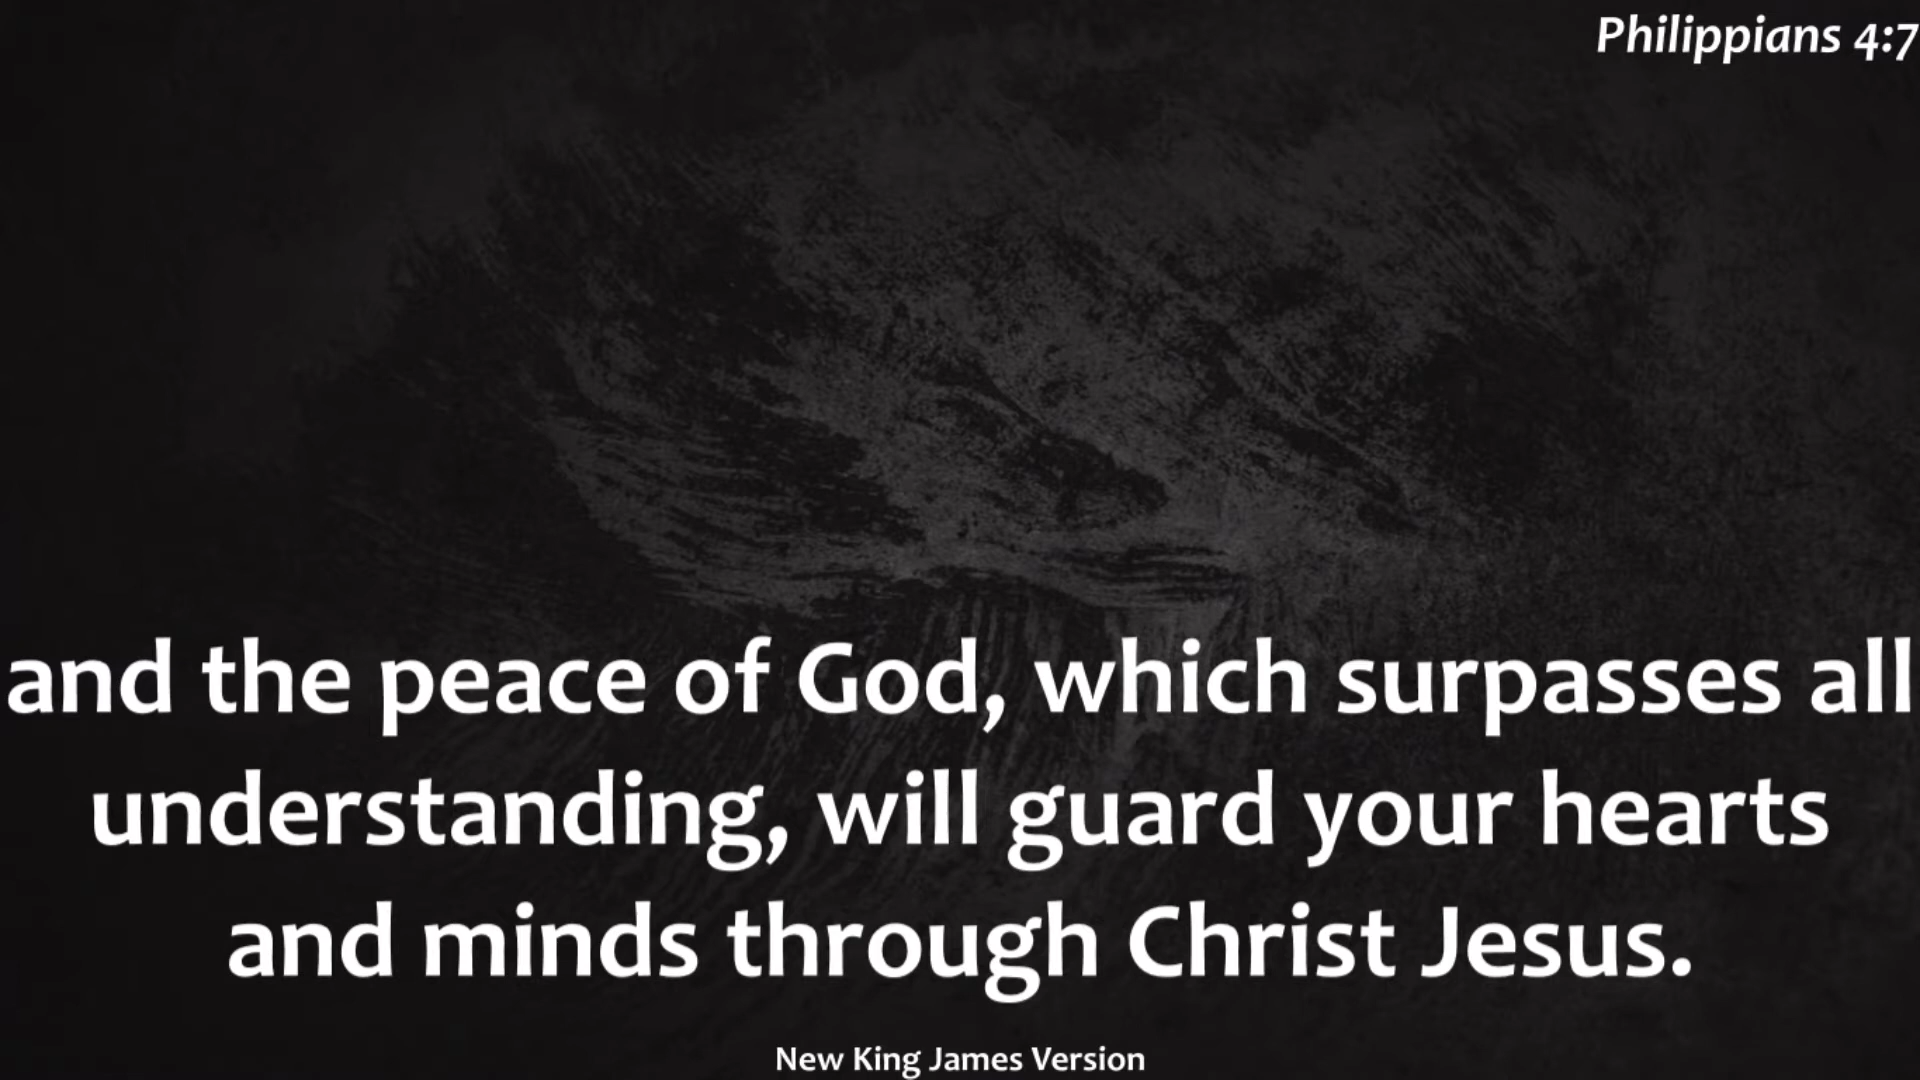 Philippians 4:7
and the peace of God, which surpasses all
understanding, will guard your hearts
and minds through Christ Jesus.
New King James Version